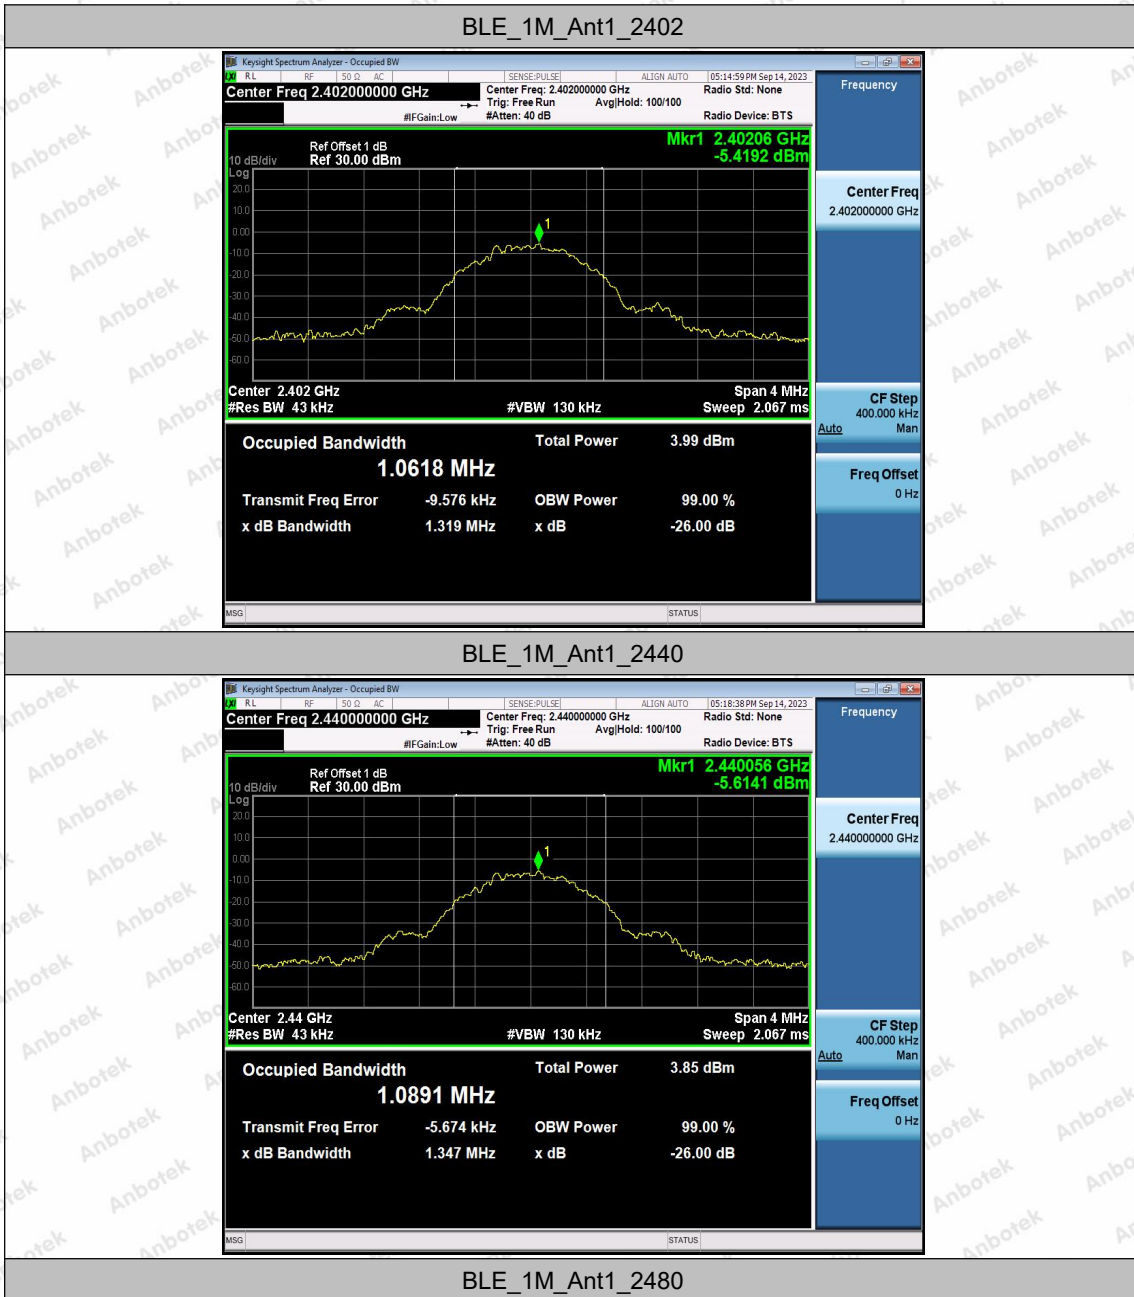 BLE_1M_Ant1_2402
Keysight Spectrum Analyzer - Occupied BW
LXI RL RF 50 Ω AC SENSE:PULSE ALIGN AUTO 05:14:59 PM Sep 14, 2023
Center Freq 2.402000000 GHz Center Freq: 2.402000000 GHz Radio Std: None
Trig: Free Run Avg|Hold: 100/100
#IFGain:Low #Atten: 40 dB Radio Device: BTS
Frequency
Mkr1 2.40206 GHz
-5.4192 dBm
Ref Offset 1 dB
10 dB/div Ref 30.00 dBm
Log
20.0
10.0
0.00
-10.0
-20.0
-30.0
-40.0
-50.0
-60.0
1
Center 2.402 GHz Span 4 MHz
#Res BW 43 kHz #VBW 130 kHz Sweep 2.067 ms
Center Freq
2.402000000 GHz
CF Step
400.000 kHz
Auto Man
Freq Offset
0 Hz
Occupied Bandwidth Total Power 3.99 dBm
1.0618 MHz
Transmit Freq Error -9.576 kHz OBW Power 99.00 %
x dB Bandwidth 1.319 MHz x dB -26.00 dB
MSG STATUS
BLE_1M_Ant1_2440
Keysight Spectrum Analyzer - Occupied BW
LXI RL RF 50 Ω AC SENSE:PULSE ALIGN AUTO 05:18:38 PM Sep 14, 2023
Center Freq 2.440000000 GHz Center Freq: 2.440000000 GHz Radio Std: None
Trig: Free Run Avg|Hold: 100/100
#IFGain:Low #Atten: 40 dB Radio Device: BTS
Frequency
Mkr1 2.440056 GHz
-5.6141 dBm
Ref Offset 1 dB
10 dB/div Ref 30.00 dBm
Log
20.0
10.0
0.00
-10.0
-20.0
-30.0
-40.0
-50.0
-60.0
1
Center 2.44 GHz Span 4 MHz
#Res BW 43 kHz #VBW 130 kHz Sweep 2.067 ms
Center Freq
2.440000000 GHz
CF Step
400.000 kHz
Auto Man
Freq Offset
0 Hz
Occupied Bandwidth Total Power 3.85 dBm
1.0891 MHz
Transmit Freq Error -5.674 kHz OBW Power 99.00 %
x dB Bandwidth 1.347 MHz x dB -26.00 dB
MSG STATUS
BLE_1M_Ant1_2480
Anbotek